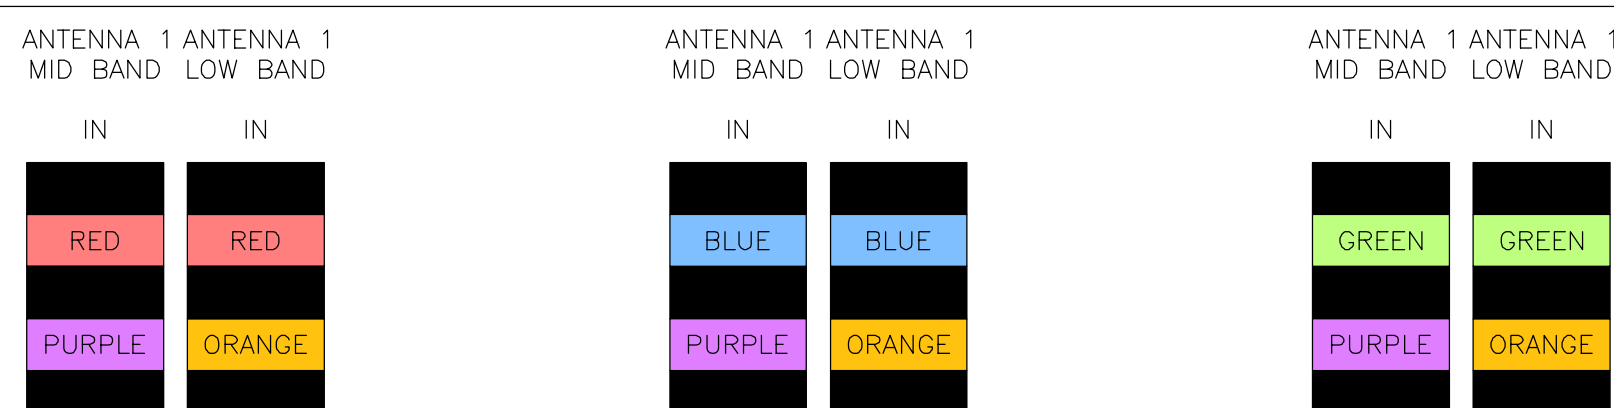 ANTENNA 1 ANTENNA 1 ANTENNA 1 ANTENNA 1 ANTENNA 1 ANTENNA 1
MID BAND LOW BAND MID BAND LOW BAND MID BAND LOW BAND
IN IN IN IN IN IN
RED RED BLUE BLUE GREEN GREEN
PURPLE ORANGE PURPLE ORANGE PURPLE ORANGE